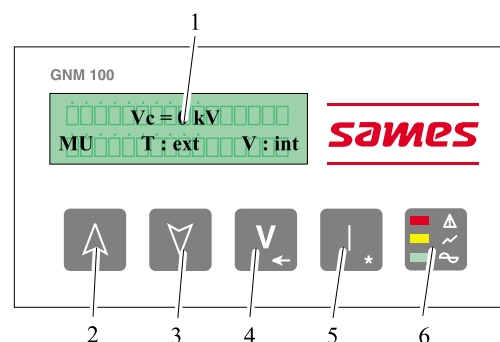 1
GNM 100
Vc = 0 kV
MU T : ext V : int
sames
V
I
*
2 3 4 5 6